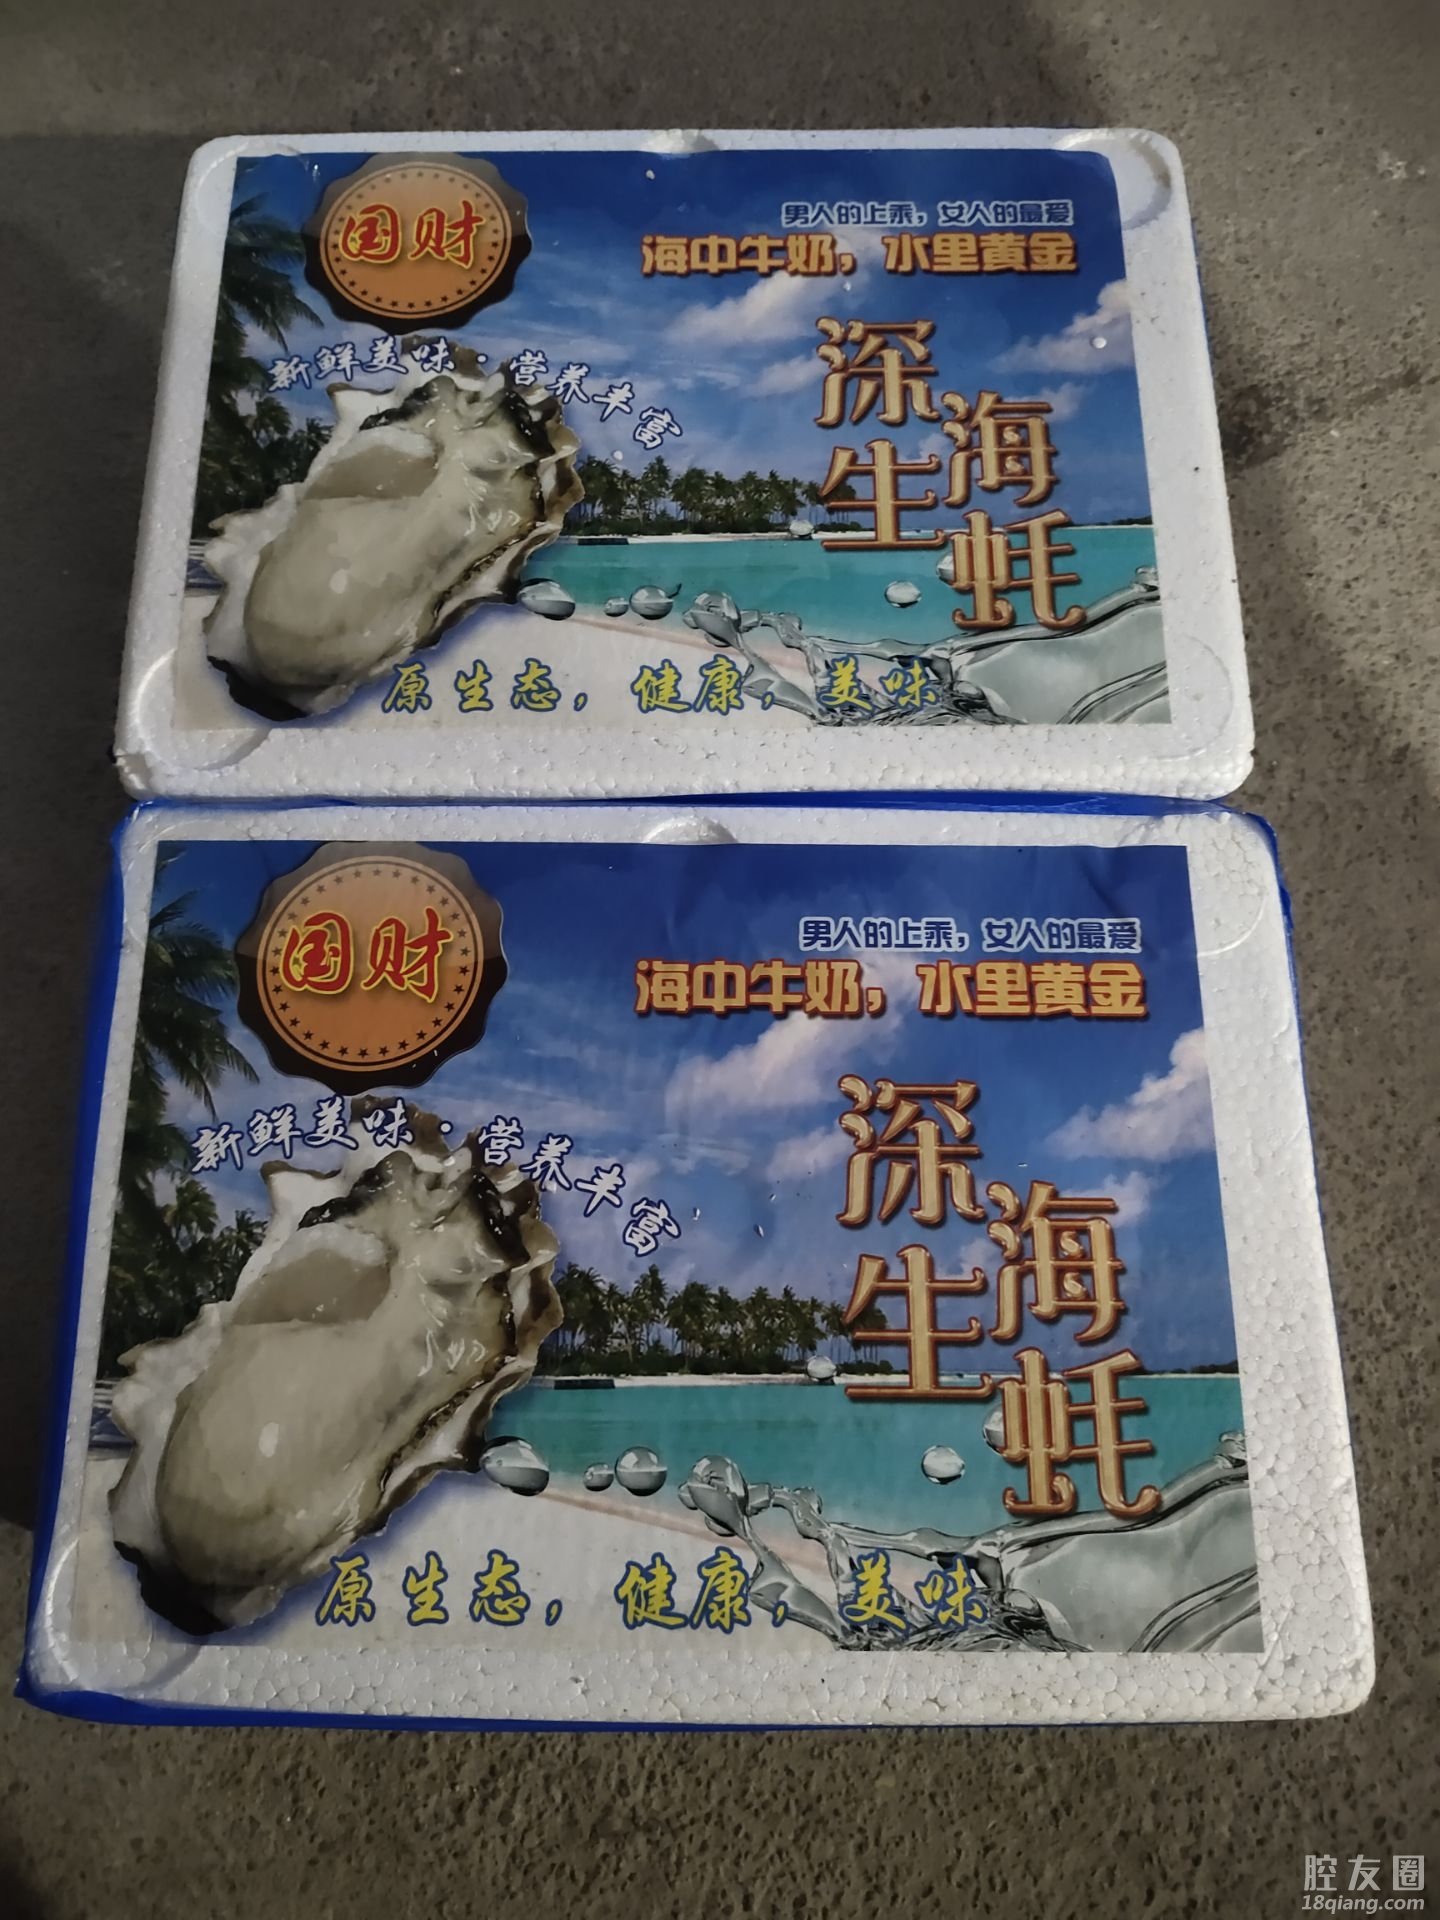 国财
男人的上乘，女人的最爱
海中牛奶，水里黄金
新鲜美味·营养丰富
深海
生蚝
原生态，健康，美味
国财
男人的上乘，女人的最爱
海中牛奶，水里黄金
新鲜美味·营养丰富
深海
生蚝
原生态，健康，美味
腔友圈
18qiang.com